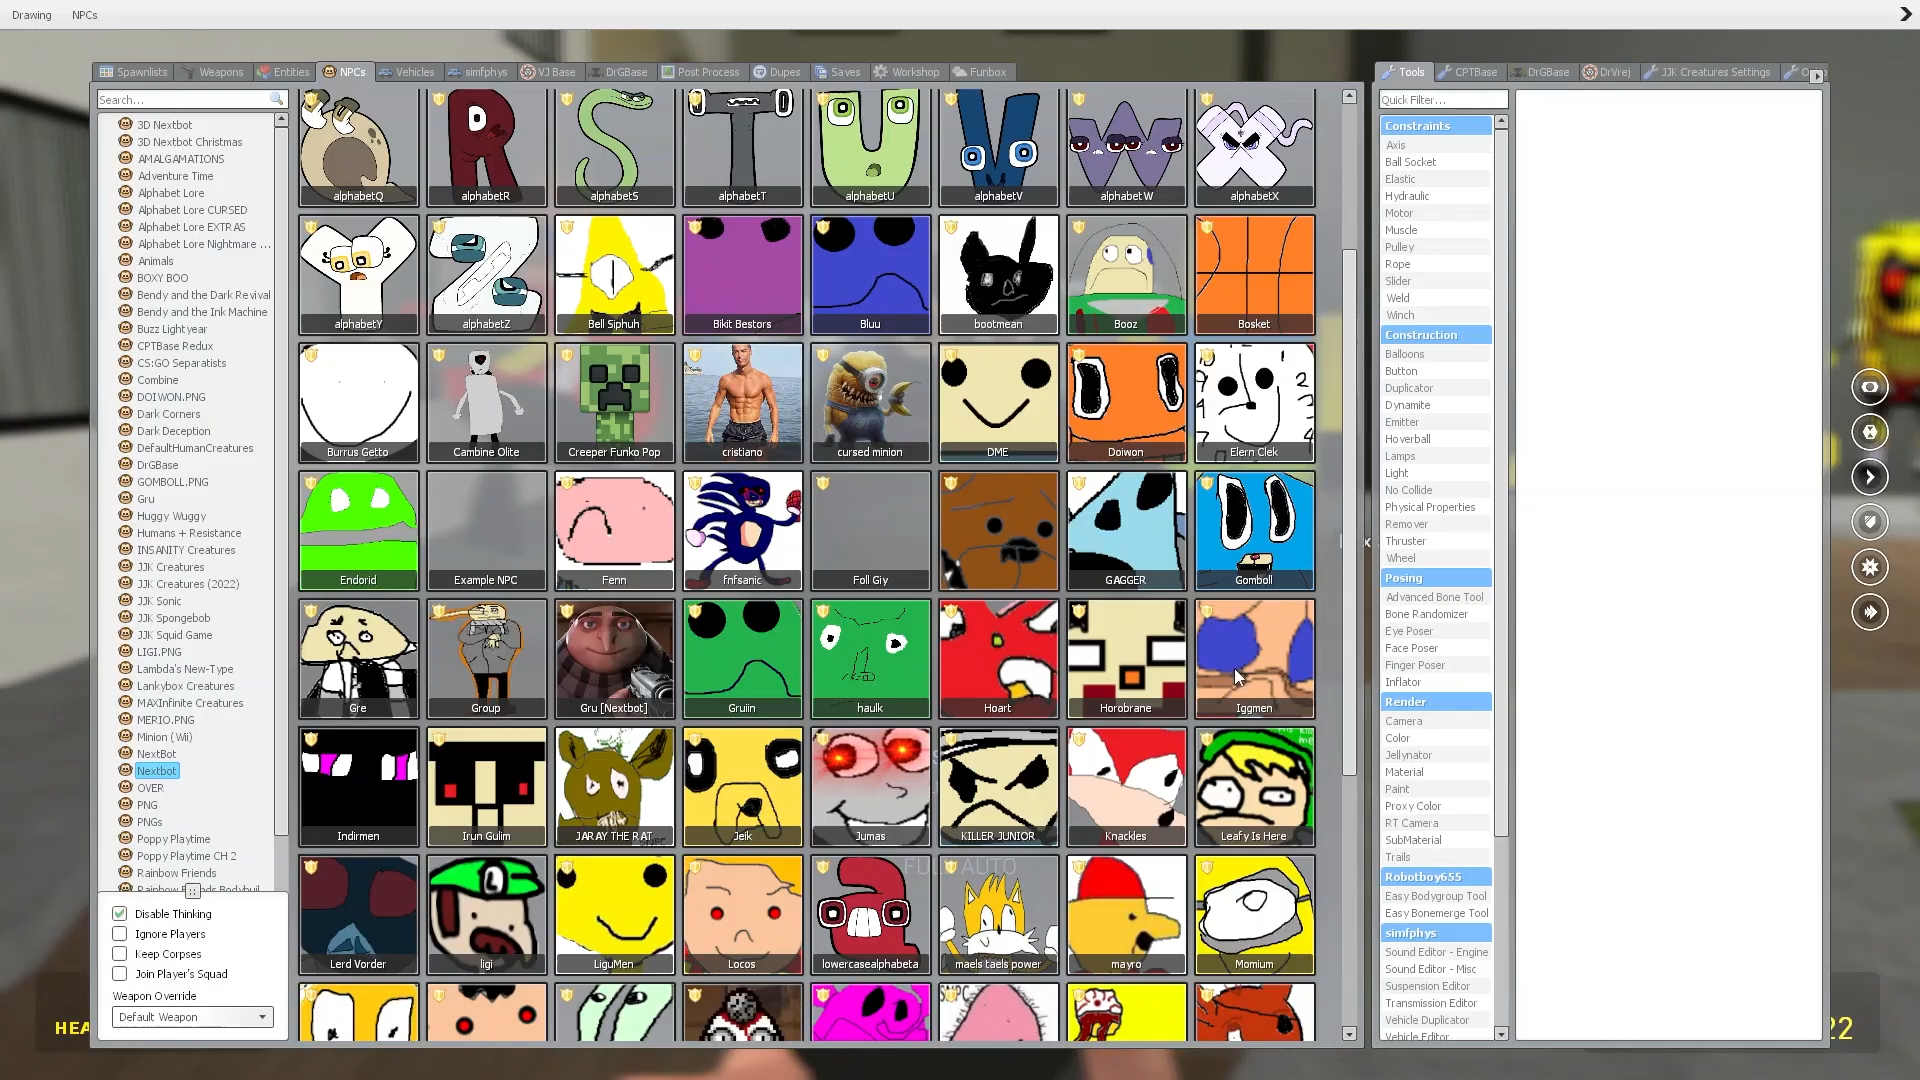 Drawing NPCs
Spawnlists Weapons Entities NPCs Vehicles simfphys VJ Base DrGBase Post Process Dupes Saves Workshop Funbox
Tools CPTBase DrGBase DrVrej JJK Creatures Settings
Search...
3D Nextbot
3D Nextbot Christmas
AMALGAMATIONS
Adventure Time
Alphabet Lore
Alphabet Lore CURSED
Alphabet Lore EXTRAS
Alphabet Lore Nightmare ...
Animals
BOXY BOO
Bendy and the Dark Revival
Bendy and the Ink Machine
Buzz Lightyear
CPTBase Redux
CS:GO Separatists
Combine
DOIWON.PNG
Dark Corners
Dark Deception
DefaultHumanCreatures
DrGBase
GOMBOLL.PNG
Gru
Huggy Wuggy
Humans + Resistance
INSANITY Creatures
JJK Creatures
JJK Creatures (2022)
JJK Sonic
JJK Spongebob
JJK Squid Game
LIGI.PNG
Lambda's New-Type
Lankybox Creatures
MAXInfinite Creatures
MERIO.PNG
Minion (Wii)
NextBot
Nextbot
OVER
PNG
PNGs
Poppy Playtime
Poppy Playtime CH 2
Rainbow Friends
Disable Thinking
Ignore Players
Keep Corpses
Join Player's Squad
Weapon Override
Default Weapon
HEA
alphabetQ alphabetR alphabetS alphabetT alphabetU alphabetV alphabetW alphabetX
alphabetY alphabetZ Bell Siphuh Bikit Bestors Bluu bootmean Booz Bosket
Burrus Getto Cambine Olite Creeper Funko Pop cristiano cursed minion DME Doiwon Elern Clek
Endorid Example NPC Fenn fnfsanic Foll Giy GAGGER Gomboll
Gre Group Gru [Nextbot] Gruiin haulk Hoart Horobrane Iggmen
Indirmen Irun Gulim JARAY THE RAT Jeik Jumas KILLER JUNIOR Knackles Leafy Is Here
FULL AUTO
Lerd Vorder ligi LiguMen Locos lowercasealphabeta maels taels power mayro Momium
Quick Filter...
Constraints
Axis
Ball Socket
Elastic
Hydraulic
Motor
Muscle
Pulley
Rope
Slider
Weld
Winch
Construction
Balloons
Button
Duplicator
Dynamite
Emitter
Hoverball
Lamps
Light
No Collide
Physical Properties
Remover
Thruster
Wheel
Posing
Advanced Bone Tool
Bone Randomizer
Eye Poser
Face Poser
Finger Poser
Inflator
Render
Camera
Color
Jellynator
Material
Paint
Proxy Color
RT Camera
SubMaterial
Trails
Robotboy655
Easy Bodygroup Tool
Easy Bonemerge Tool
simfphys
Sound Editor - Engine
Sound Editor - Misc
Suspension Editor
Transmission Editor
Vehicle Duplicator
Vehicle Editor
22